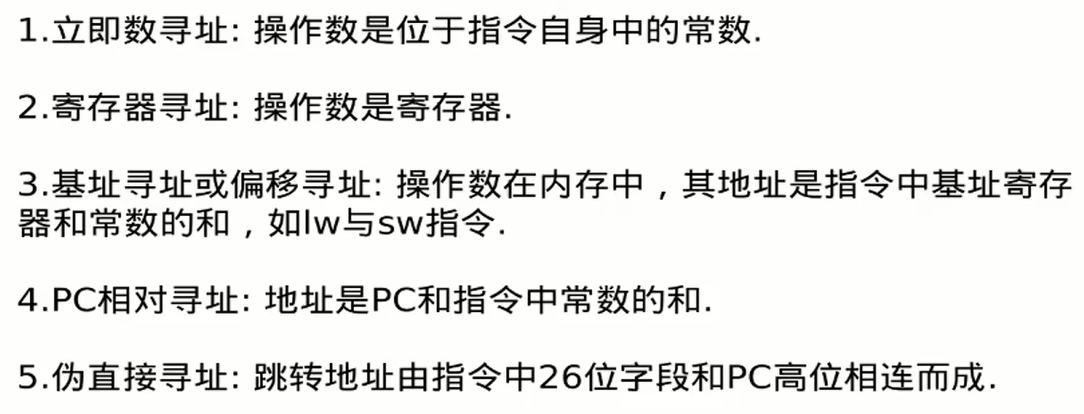 1.立即数寻址: 操作数是位于指令自身中的常数.
2.寄存器寻址: 操作数是寄存器.
3.基址寻址或偏移寻址: 操作数在内存中，其地址是指令中基址寄存
器和常数的和，如lw与sw指令.
4.PC相对寻址: 地址是PC和指令中常数的和.
5.伪直接寻址: 跳转地址由指令中26位字段和PC高位相连而成.